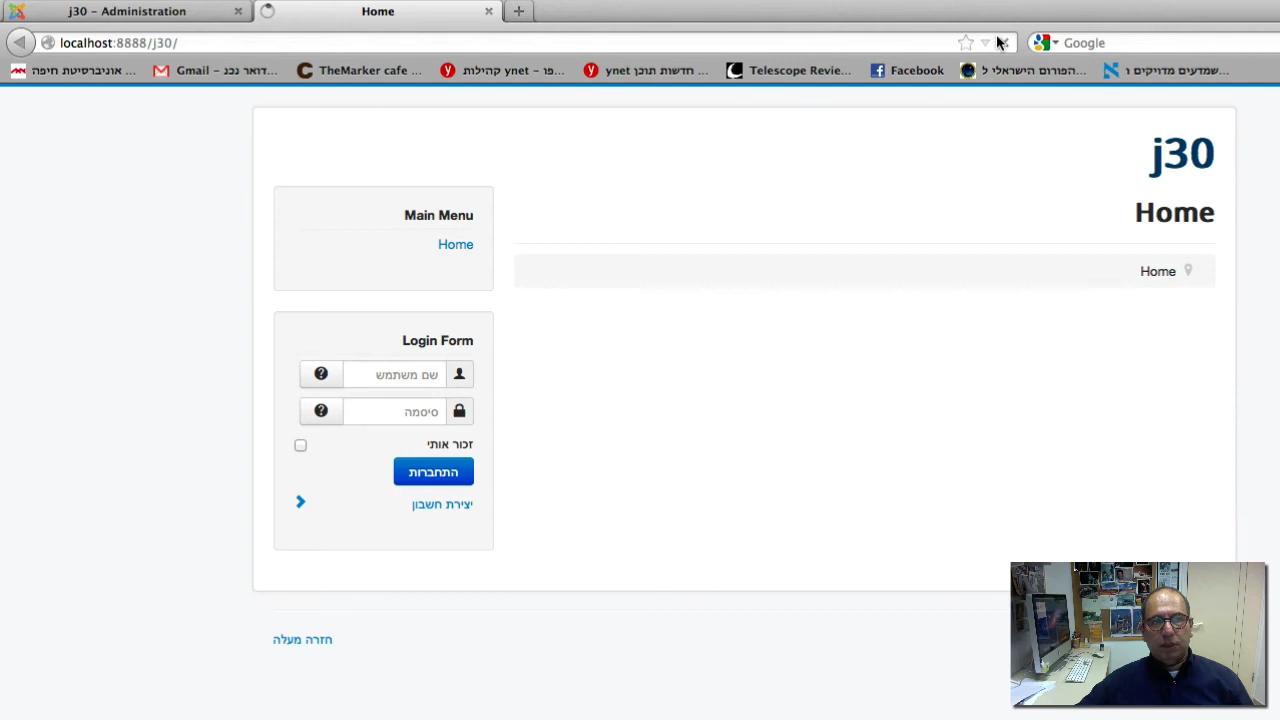 j30 - Administration
Home
localhost:8888/j30/
Google
אוניברסיטת חיפה ...
Gmail - דואר נכנ...
TheMarker cafe ...
פו - ynet קהילות...
ynet חדשות תוכן ...
Telescope Revie...
Facebook
הפורום הישראלי ל...
שמדעים מדויקים ו...
j30
Home
Home
Main Menu
Home
Login Form
שם משתמש
סיסמה
זכור אותי
התחברות
יצירת חשבון
חזרה מעלה